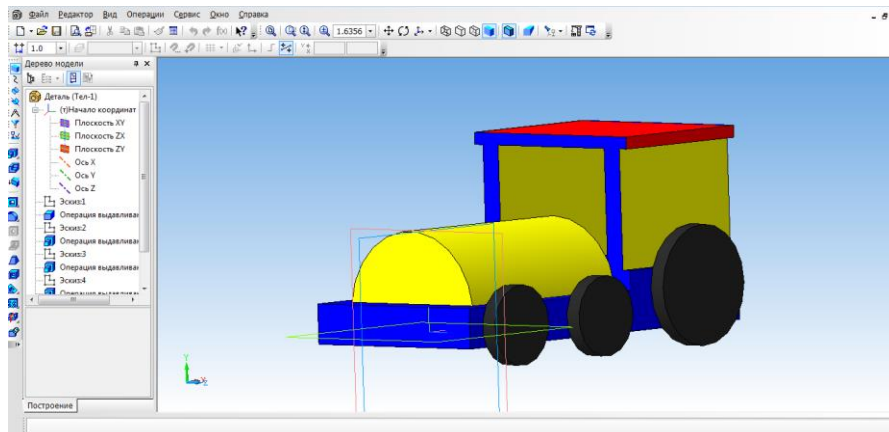 Файл Редактор Вид Операции Сервис Окно Справка
1.6356
1.0
Дерево модели
Деталь (Тел-1)
(т)Начало координат
Плоскость XY
Плоскость ZX
Плоскость ZY
Ось X
Ось Y
Ось Z
Эскиз:1
Операция выдавливан
Эскиз:2
Операция выдавливан
Эскиз:3
Операция выдавливан
Эскиз:4
Операция выдавливан
Y
Построение